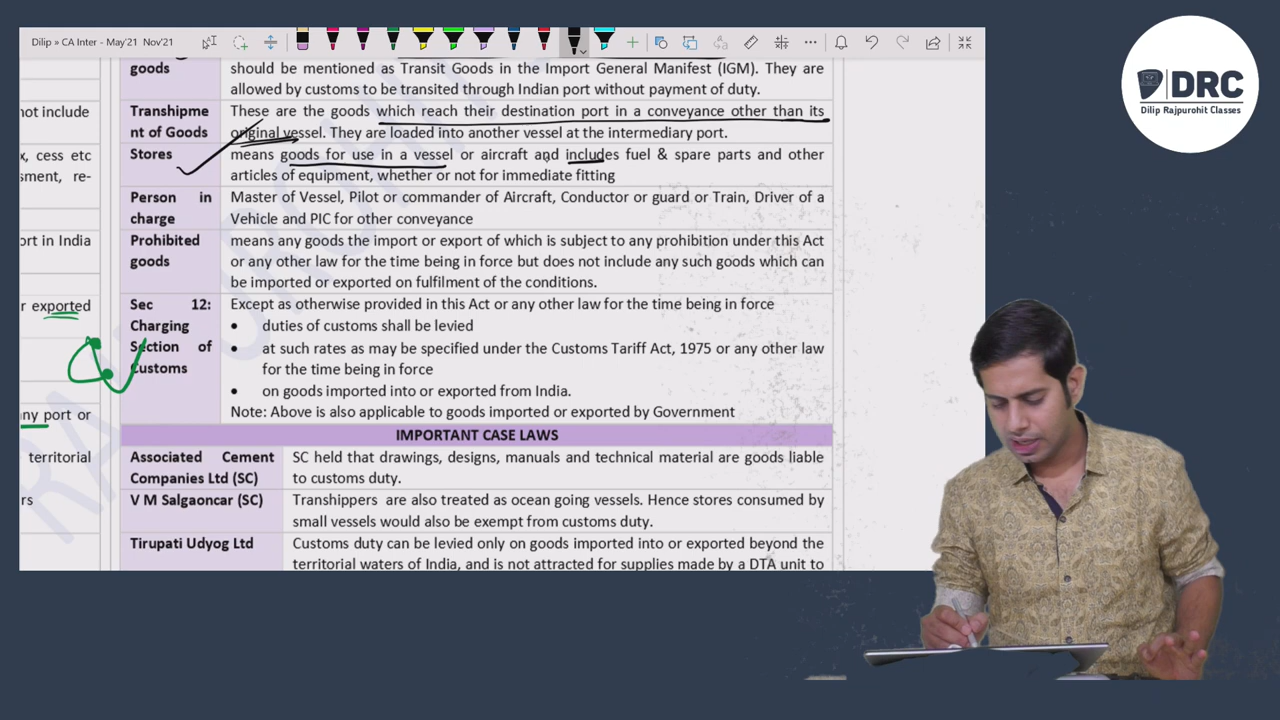 Dilip » CA Inter - May'21 Nov'21
DRC
Dilip Rajpurohit Classes
goods
should be mentioned as Transit Goods in the Import General Manifest (IGM). They are
allowed by customs to be transited through Indian port without payment of duty.
Transhipme
nt of Goods
These are the goods which reach their destination port in a conveyance other than its
original vessel. They are loaded into another vessel at the intermediary port.
Stores
means goods for use in a vessel or aircraft and includes fuel & spare parts and other
articles of equipment, whether or not for immediate fitting
Person in
charge
Master of Vessel, Pilot or commander of Aircraft, Conductor or guard or Train, Driver of a
Vehicle and PIC for other conveyance
Prohibited
goods
means any goods the import or export of which is subject to any prohibition under this Act
or any other law for the time being in force but does not include any such goods which can
be imported or exported on fulfilment of the conditions.
Sec 12:
Charging
Section of
Customs
Except as otherwise provided in this Act or any other law for the time being in force
• duties of customs shall be levied
• at such rates as may be specified under the Customs Tariff Act, 1975 or any other law
for the time being in force
• on goods imported into or exported from India.
Note: Above is also applicable to goods imported or exported by Government
IMPORTANT CASE LAWS
Associated Cement
Companies Ltd (SC)
SC held that drawings, designs, manuals and technical material are goods liable
to customs duty.
V M Salgaoncar (SC)
Transhippers are also treated as ocean going vessels. Hence stores consumed by
small vessels would also be exempt from customs duty.
Tirupati Udyog Ltd
Customs duty can be levied only on goods imported into or exported beyond the
territorial waters of India, and is not attracted for supplies made by a DTA unit to
not include
x, cess etc
sment, re-
ort in India
r exported
ny port or
territorial
rs